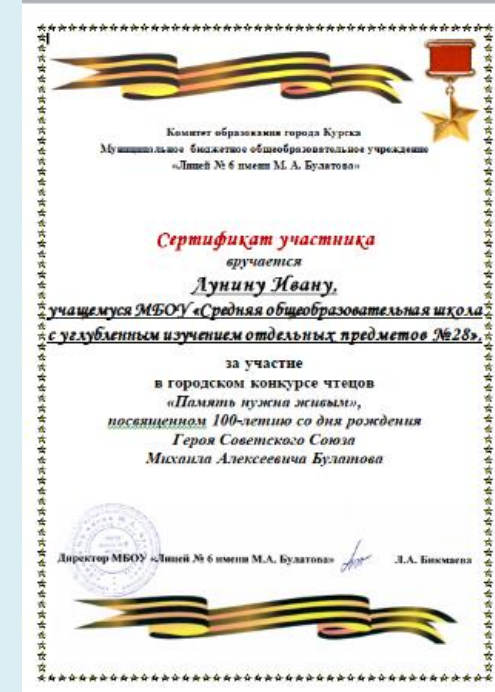 Комитет образования города Курска
Муниципальное бюджетное общеобразовательное учреждение
«Лицей № 6 имени М. А. Булатова»
Сертификат участника
вручается
Лунину Ивану,
учащемуся МБОУ «Средняя общеобразовательная школа
с углубленным изучением отдельных предметов №28»,
за участие
в городском конкурсе чтецов
«Память нужна живым»,
посвященном 100-летию со дня рождения
Героя Советского Союза
Михаила Алексеевича Булатова
Директор МБОУ «Лицей № 6 имени М.А. Булатова» Л.А. Бикмаева